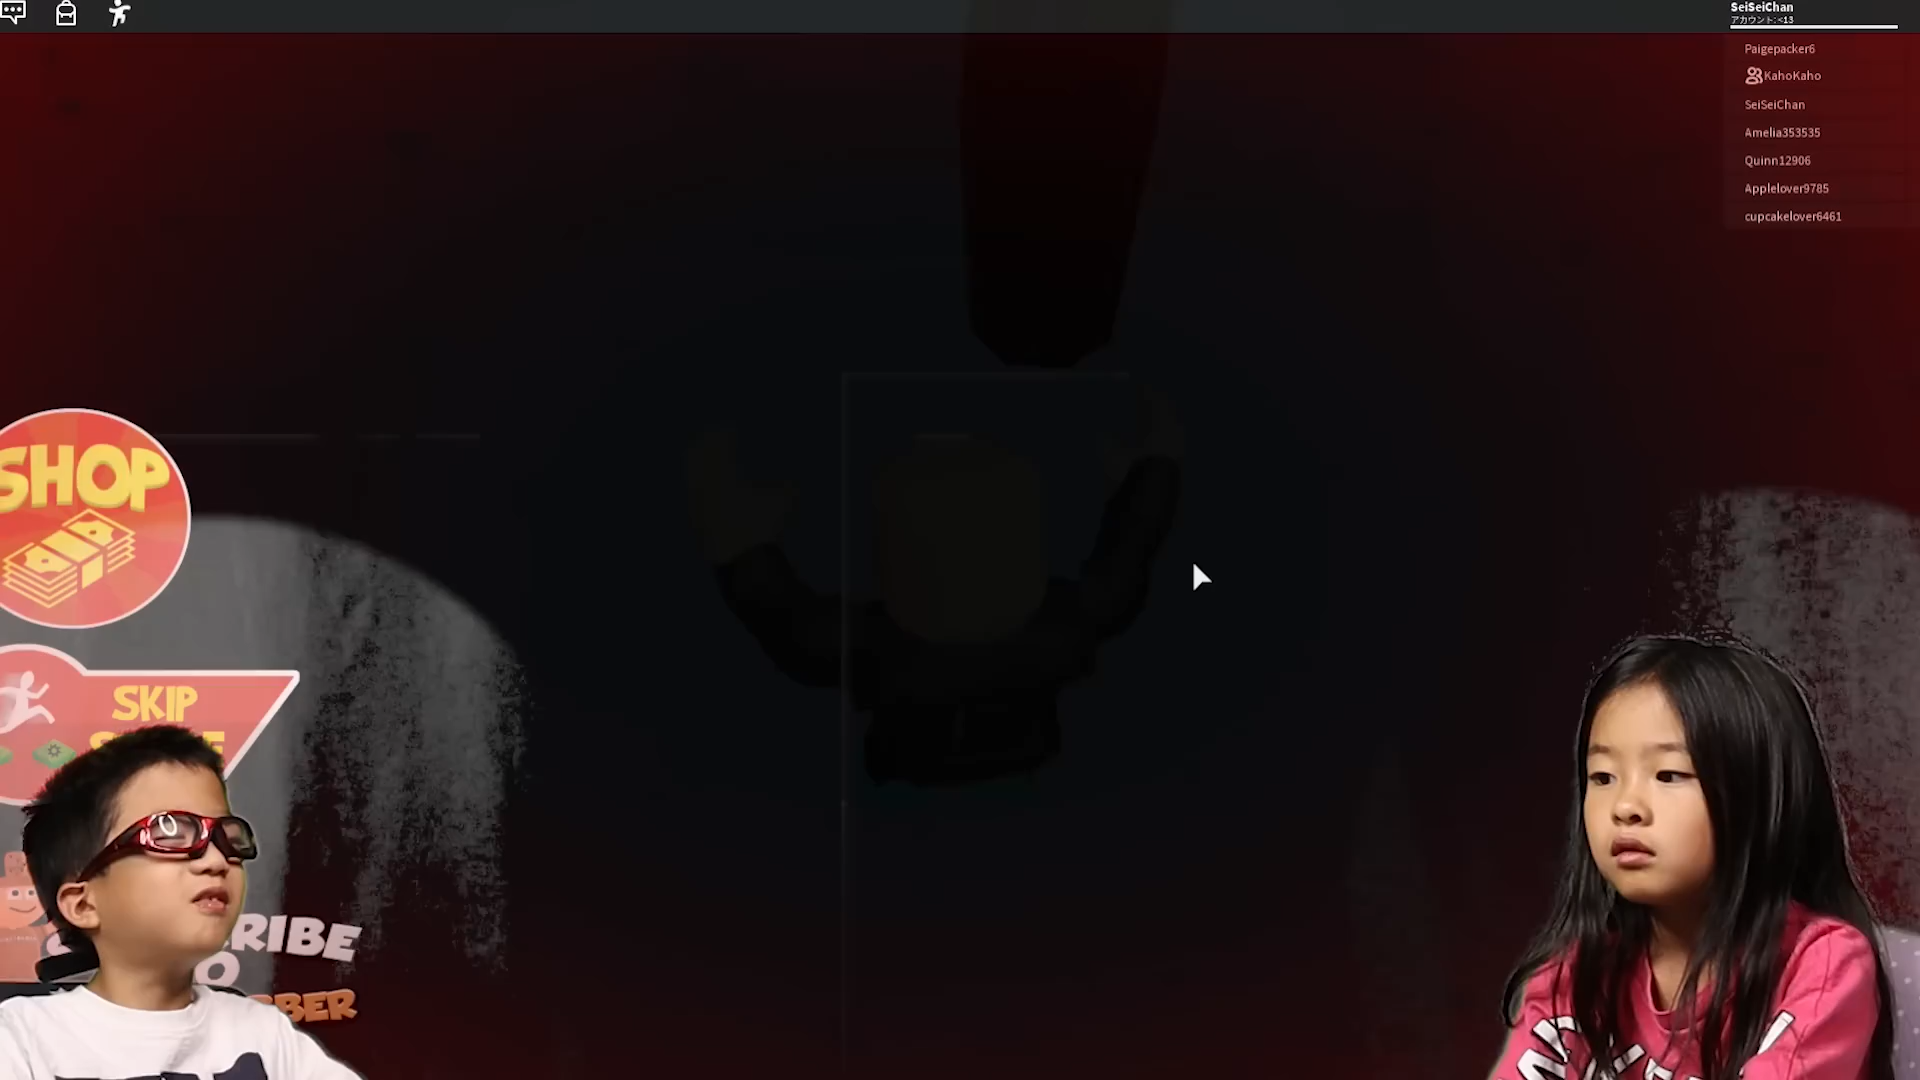 SeiSeiChan
アカウント: <13
Paigepacker6
KahoKaho
SeiSeiChan
Amelia353535
Quinn12906
Applelover9785
cupcakelover6461
SHOP
SKIP
RIBE
O
BER